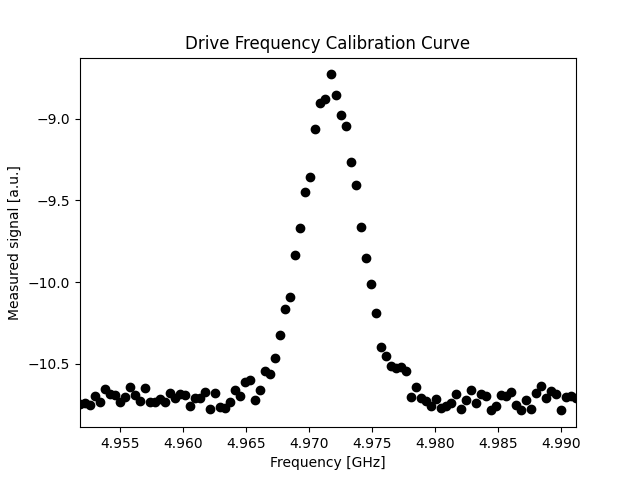 Drive Frequency Calibration Curve
−9.0
−9.5
−10.0
−10.5
Measured signal [a.u.]
4.955 4.960 4.965 4.970 4.975 4.980 4.985 4.990
Frequency [GHz]